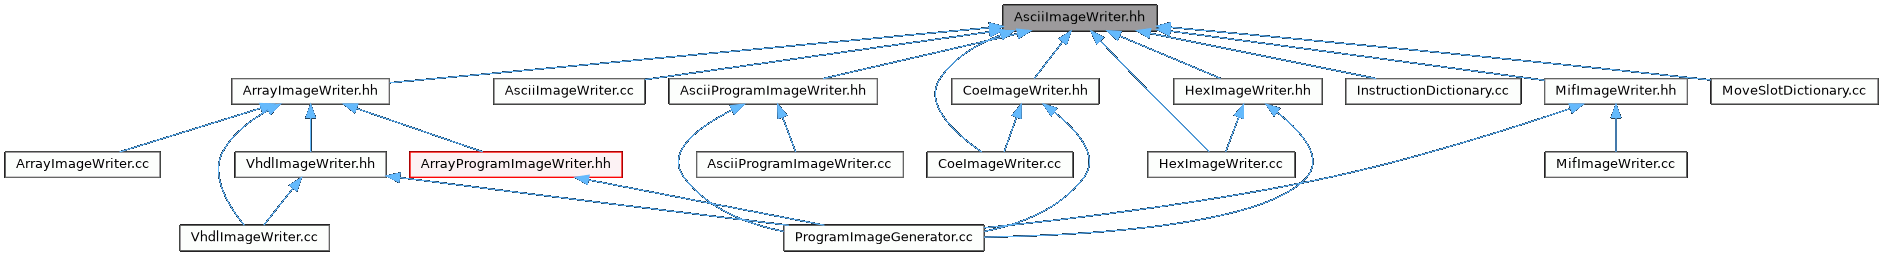 AsciiImageWriter.hh
ArrayImageWriter.hh
AsciiImageWriter.cc
AsciiProgramImageWriter.hh
CoeImageWriter.hh
HexImageWriter.hh
InstructionDictionary.cc
MifImageWriter.hh
MoveSlotDictionary.cc
ArrayImageWriter.cc
VhdlImageWriter.hh
ArrayProgramImageWriter.hh
AsciiProgramImageWriter.cc
CoeImageWriter.cc
HexImageWriter.cc
MifImageWriter.cc
VhdlImageWriter.cc
ProgramImageGenerator.cc